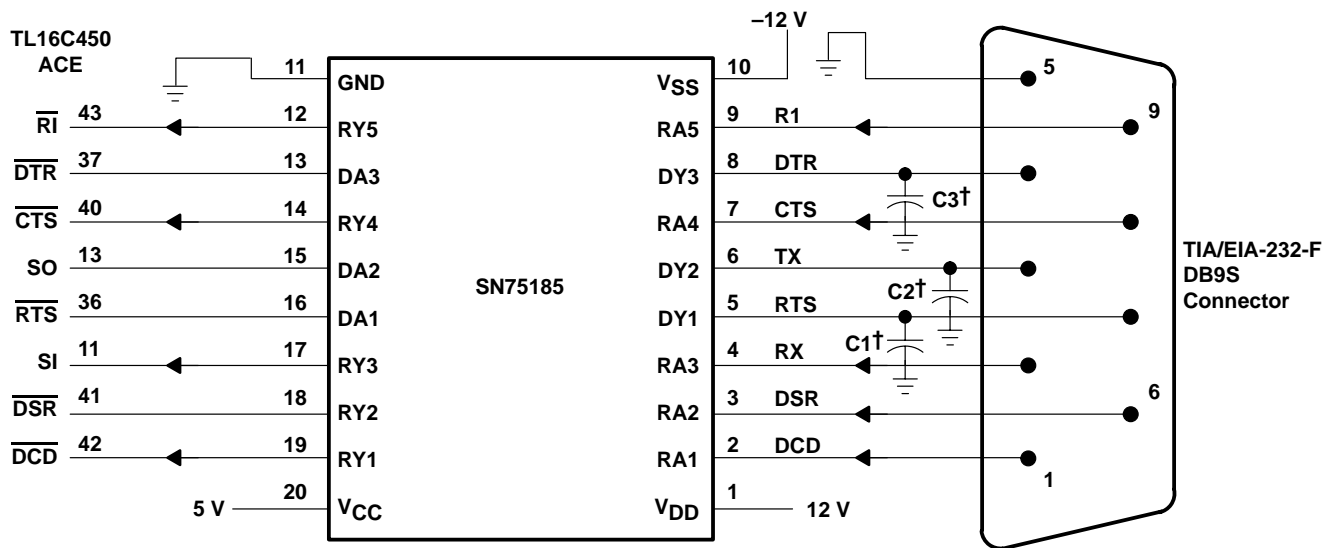 TL16C450
ACE
–12 V
11 GND VSS 10 5
RI 43 12 RY5 RA5 9 R1 9
DTR 37 13 DA3 DY3 8 DTR
C3†
CTS 40 14 RY4 RA4 7 CTS
SO 13 15 DA2 SN75185 DY2 6 TX
C2†
RTS 36 16 DA1 DY1 5 RTS
C1†
SI 11 17 RY3 RA3 4 RX
DSR 41 18 RY2 RA2 3 DSR 6
DCD 42 19 RY1 RA1 2 DCD 1
5 V 20 VCC VDD 1 12 V
TIA/EIA-232-F
DB9S
Connector